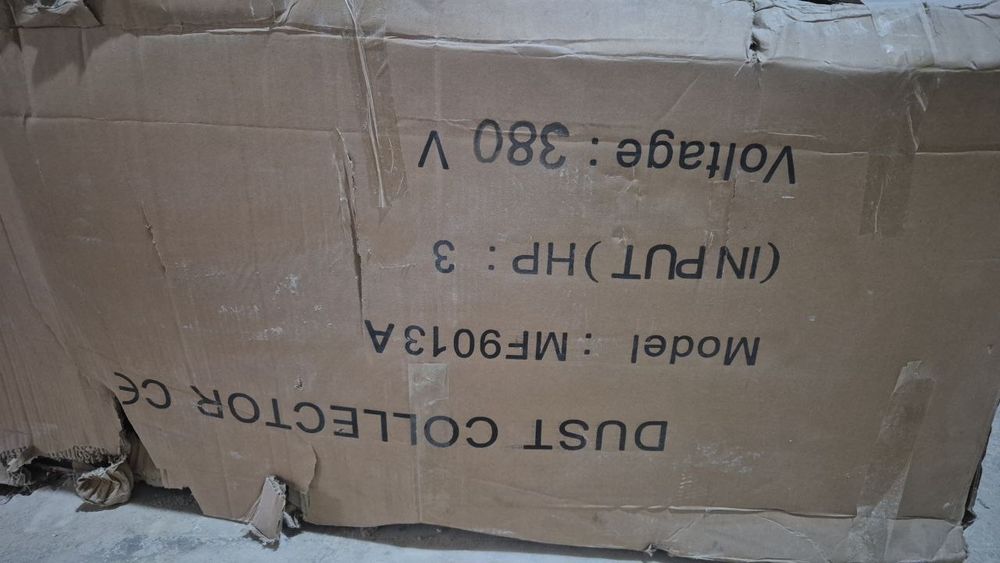 DUST COLLECTOR CE
Model : MF9013A
(INPUT) HP : 3
Voltage : 380 V